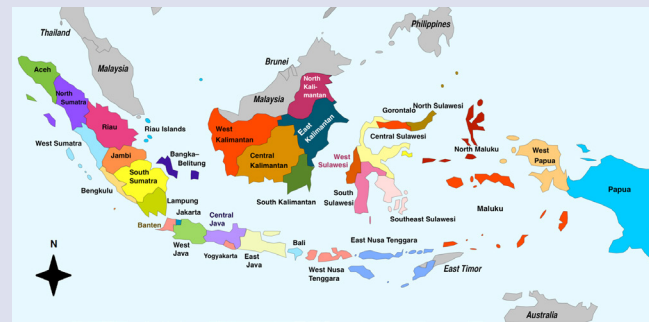 Philippines
Thailand
Malaysia
Brunei
Aceh
North
Sumatra
Malaysia
North
Kali-
mantan
Gorontalo
North Sulawesi
Riau
Riau Islands
West
Kalimantan
East
Kalimantan
Central Sulawesi
West Sumatra
Jambi
Bangka–
Belitung
Central
Kalimantan
West
Sulawesi
North Maluku
West
Papua
South
Sumatra
Papua
Bengkulu
South Kalimantan
South
Sulawesi
Lampung
Maluku
Southeast Sulawesi
Banten
Jakarta
Central
Java
N
West
Java
Yogyakarta
East
Java
Bali
East Nusa Tenggara
West Nusa
Tenggara
East Timor
Australia